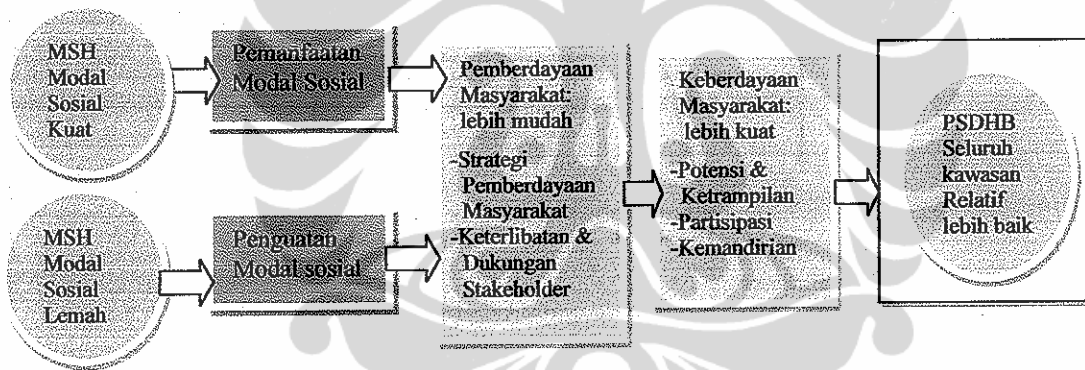 MSH
Modal
Sosial
Kuat
Pemanfaatan
Modal Sosial
MSH
Modal
Sosial
Lemah
Penguatan
Modal sosial
Pemberdayaan
Masyarakat:
lebih mudah
-Strategi
Pemberdayaan
Masyarakat
-Keterlibatan &
Dukungan
Stakeholder
Keberdayaan
Masyarakat:
lebih kuat
-Potensi &
Ketrampilan
-Partisipasi
-Kemandirian
PSDHB
Seluruh
kawasan
Relatif
lebih baik